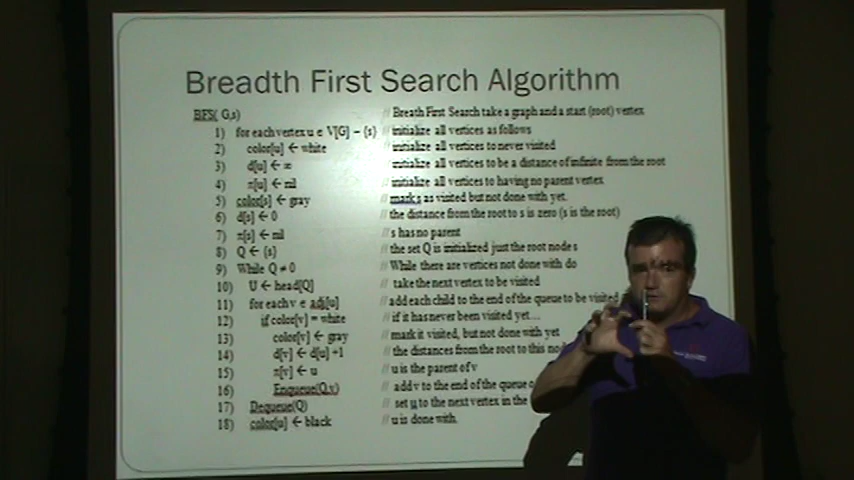 Breadth First Search Algorithm
BFS( G,s) // Breath First Search take a graph and a start (root) vertex
1) for each vertex u ∈ V[G] – {s} // initialize all vertices as follows
2) color[u] ← white // initialize all vertices to never visited
3) d[u] ← ∞ initialize all vertices to be a distance of infinite from the root
4) π[u] ← nil // initialize all vertices to having no parent vertex
5) color[s] ← gray // mark s as visited but not done with yet.
6) d[s] ← 0 // the distance from the root to s is zero (s is the root)
7) π[s] ← nil // s has no parent
8) Q ← {s} // the set Q is initialized just the root node s
9) While Q ≠ 0 // While there are vertices not done with do
10) U ← head[Q] // take the next vertex to be visited
11) for each v ∈ adj[u] // add each child to the end of the queue to be visited
12) if color[v] = white // if it has never been visited yet…
13) color[v] ← gray // mark it visited, but not done with yet
14) d[v] ← d[u] +1 // the distances from the root to this
15) π[v] ← u // u is the parent of v
16) Enqueue(Q,v) // add v to the end of the queue
17) Dequeue(Q) // set u to the next vertex in the
18) color[u] ← black // u is done with.